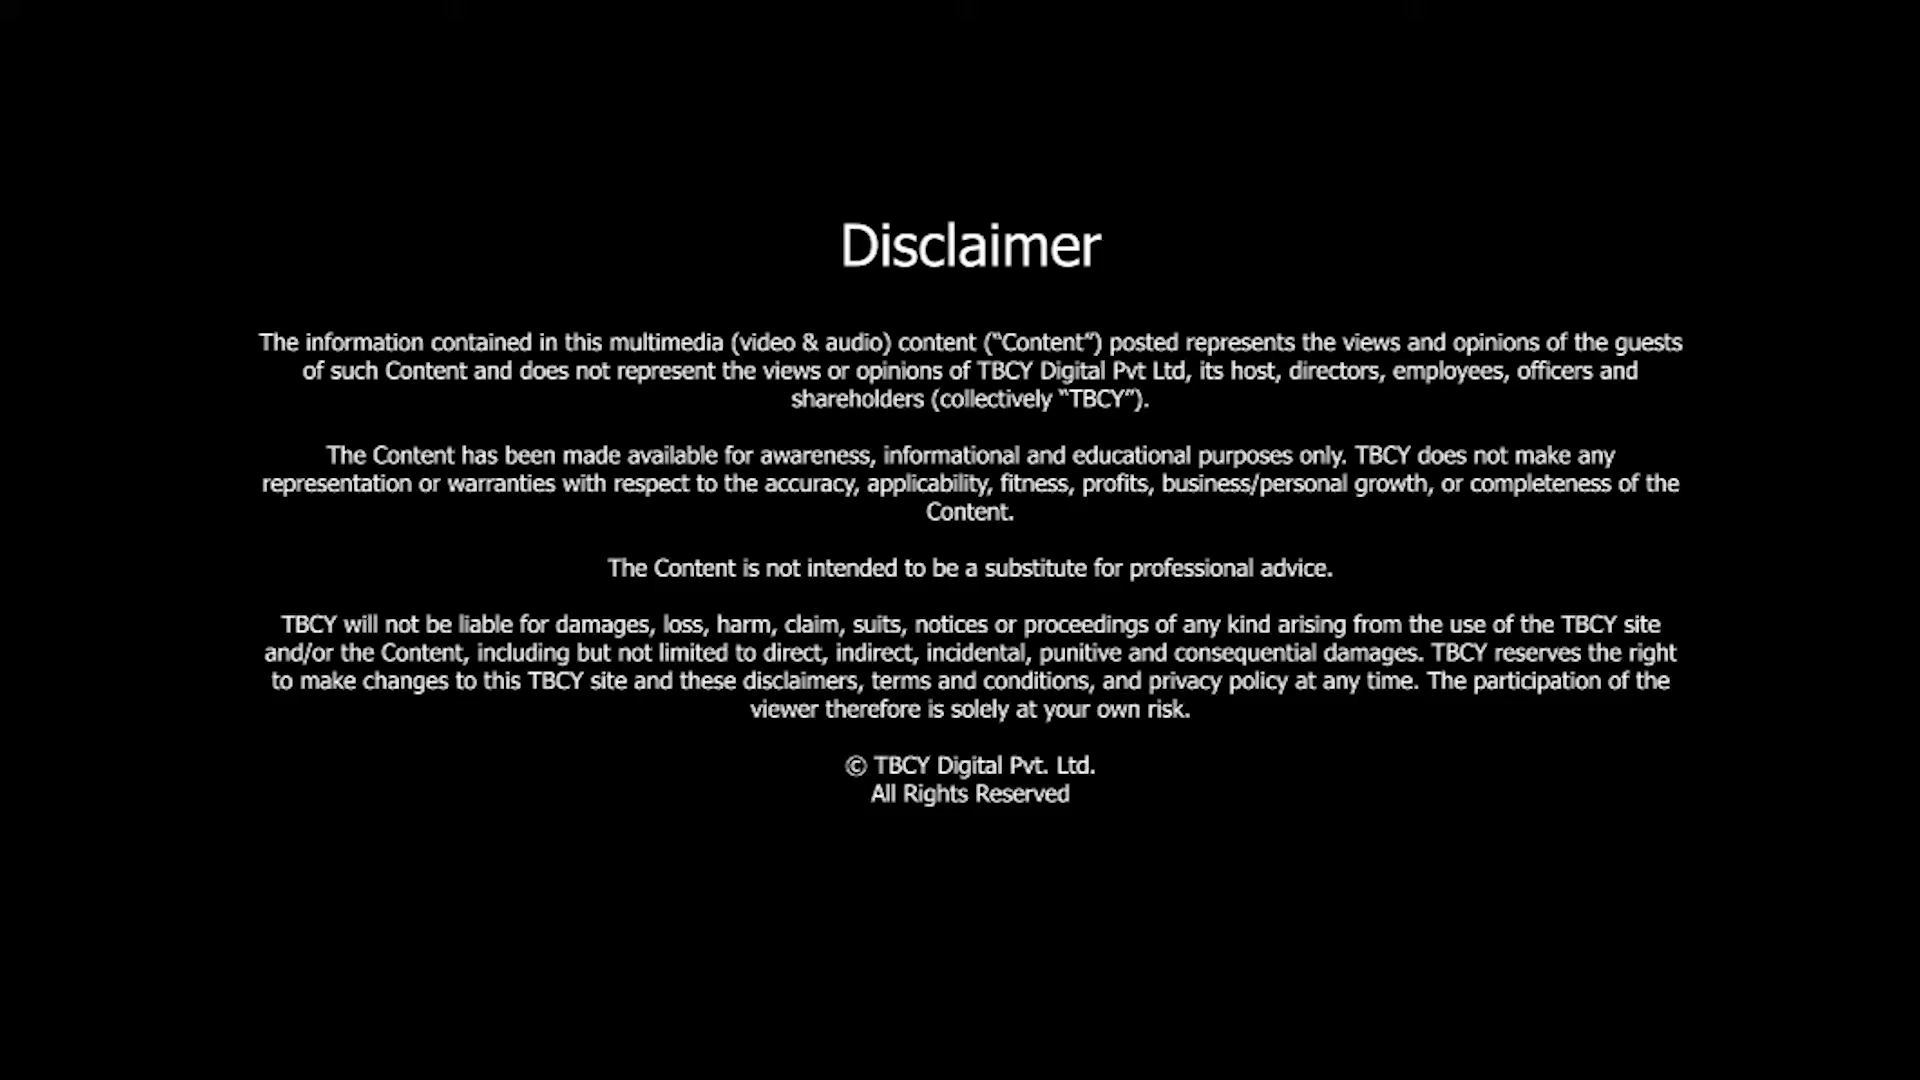 Disclaimer
The information contained in this multimedia (video & audio) content (“Content”) posted represents the views and opinions of the guests
of such Content and does not represent the views or opinions of TBCY Digital Pvt Ltd, its host, directors, employees, officers and
shareholders (collectively “TBCY”).
The Content has been made available for awareness, informational and educational purposes only. TBCY does not make any
representation or warranties with respect to the accuracy, applicability, fitness, profits, business/personal growth, or completeness of the
Content.
The Content is not intended to be a substitute for professional advice.
TBCY will not be liable for damages, loss, harm, claim, suits, notices or proceedings of any kind arising from the use of the TBCY site
and/or the Content, including but not limited to direct, indirect, incidental, punitive and consequential damages. TBCY reserves the right
to make changes to this TBCY site and these disclaimers, terms and conditions, and privacy policy at any time. The participation of the
viewer therefore is solely at your own risk.
© TBCY Digital Pvt. Ltd.
All Rights Reserved